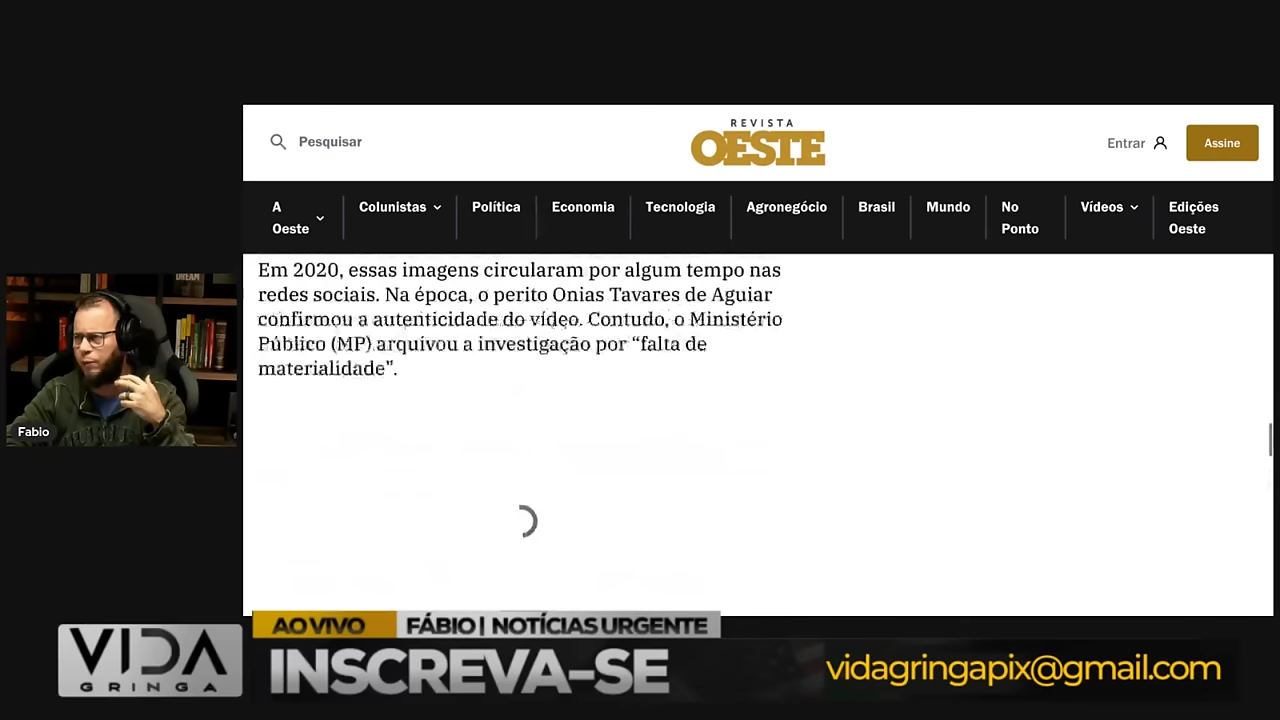 DREAM
Pesquisar
REVISTA
OESTE
Entrar
Assine
A
Oeste
Colunistas
Política
Economia
Tecnologia
Agronegócio
Brasil
Mundo
No
Ponto
Vídeos
Edições
Oeste
Em 2020, essas imagens circularam por algum tempo nas
redes sociais. Na época, o perito Onias Tavares de Aguiar
confirmou a autenticidade do vídeo. Contudo, o Ministério
Público (MP) arquivou a investigação por “falta de
materialidade”.
Fabio
VIDA
GRINGA
AO VIVO
FÁBIO | NOTÍCIAS URGENTE
INSCREVA-SE
vidagringapix@gmail.com